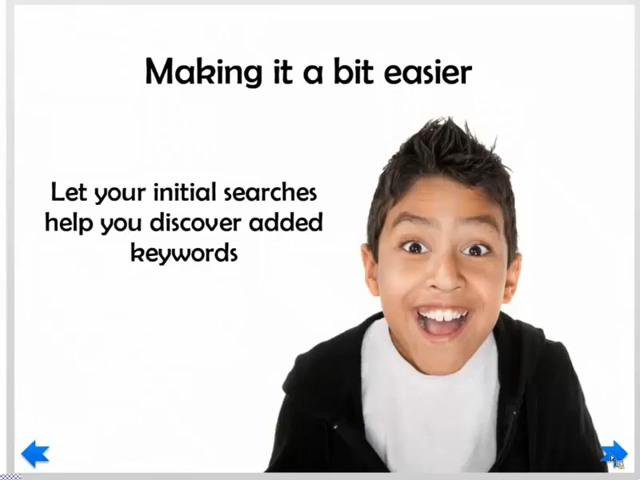 Making it a bit easier
Let your initial searches
help you discover added
keywords